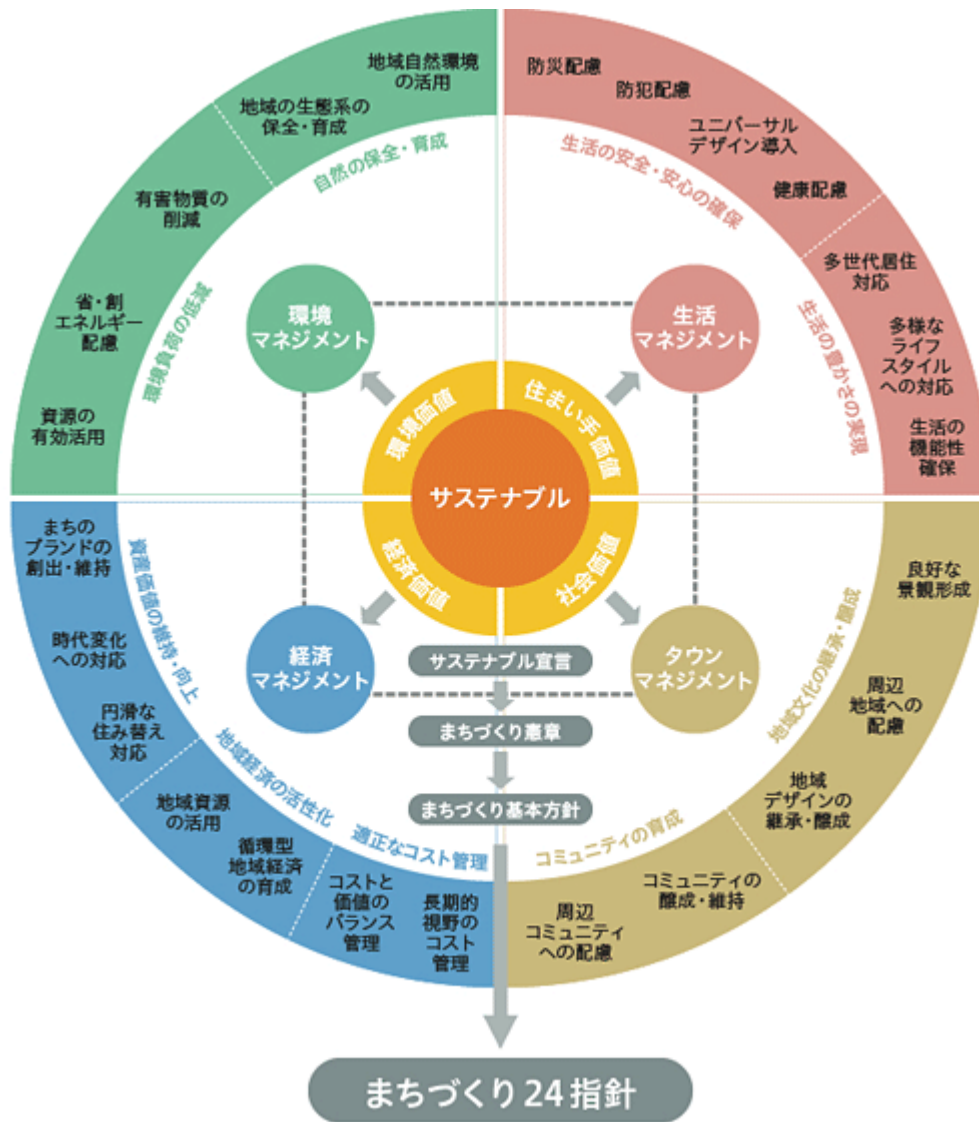 地域自然環境
の活用
地域の生態系の
保全・育成
有害物質の
削減
省・創
エネルギー
配慮
資源の
有効活用
自然の保全・育成
環境負荷の低減
防災配慮
防犯配慮
ユニバーサル
デザイン導入
健康配慮
多世代居住
対応
多様な
ライフ
スタイル
への対応
生活の
機能性
確保
生活の安全・安心の確保
生活の豊かさの実現
環境
マネジメント
生活
マネジメント
環境価値
住まい手価値
サステナブル
経済価値
社会価値
経済
マネジメント
タウン
マネジメント
サステナブル宣言
まちづくり憲章
まちづくり基本方針
まちの
ブランドの
創出・維持
時代変化
への対応
円滑な
住み替え
対応
地域資源
の活用
循環型
地域経済
の育成
コストと
価値の
バランス
管理
長期的
視野の
コスト
管理
資産価値の維持・向上
地域経済の活性化
適正なコスト管理
良好な
景観形成
周辺
地域への
配慮
地域
デザインの
継承・醸成
コミュニティの
醸成・維持
周辺
コミュニティ
への配慮
地域文化の継承・醸成
コミュニティの育成
まちづくり24指針